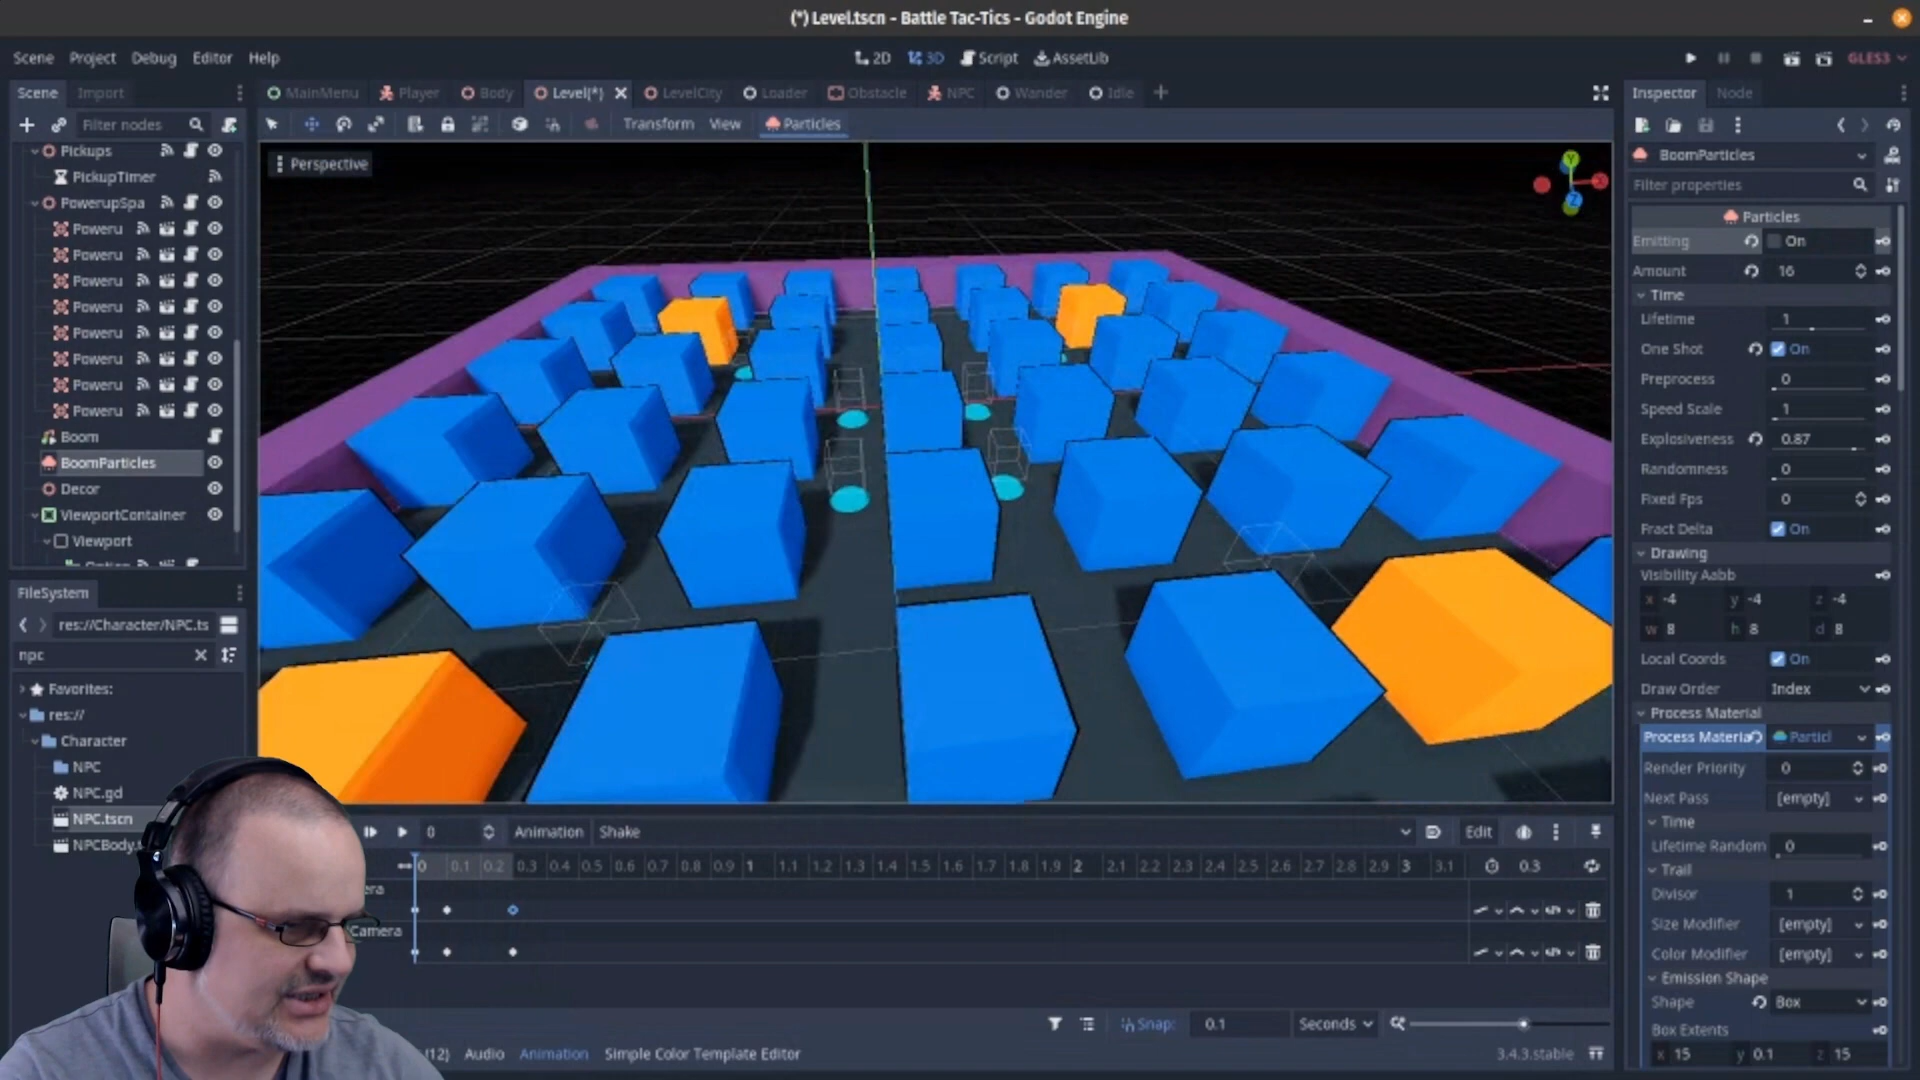 (*) Level.tscn - Battle Tac-Tics - Godot Engine
Scene Project Debug Editor Help
2D 3D Script AssetLib
GLES3
Scene Import
MainMenu Player Body Level(*) LevelCity Loader Obstacle NPC Wander Idle
Inspector Node
Filter nodes
Transform View Particles
Pickups
PickupTimer
PowerupSpa
Poweru
Poweru
Poweru
Poweru
Poweru
Poweru
Poweru
Poweru
Boom
BoomParticles
Decor
ViewportContainer
Viewport
Perspective
Y
X
Z
BoomParticles
Filter properties
Particles
Emitting On
Amount 16
Time
Lifetime 1
One Shot On
Preprocess 0
Speed Scale 1
Explosiveness 0.87
Randomness 0
Fixed Fps 0
Fract Delta On
Drawing
Visibility Aabb
x -4 y -4 z -4
w 8 h 8 d 8
Local Coords On
Draw Order Index
Process Material
Process Materia Particl
Render Priority 0
Next Pass [empty]
Time
Lifetime Random 0
Trail
Divisor 1
Size Modifier [empty]
Color Modifier [empty]
Emission Shape
Shape Box
Box Extents
x 15 y 0.1 z 15
FileSystem
res://Character/NPC.ts
npc
Favorites:
res://
Character
NPC
NPC.gd
NPC.tscn
NPCBody.
0 Animation Shake Edit
0 0.1 0.2 0.3 0.4 0.5 0.6 0.7 0.8 0.9 1 1.1 1.2 1.3 1.4 1.5 1.6 1.7 1.8 1.9 2 2.1 2.2 2.3 2.4 2.5 2.6 2.7 2.8 2.9 3 3.1 0.3
era
Camera
Snap: 0.1 Seconds
(12) Audio Animation Simple Color Template Editor 3.4.3.stable